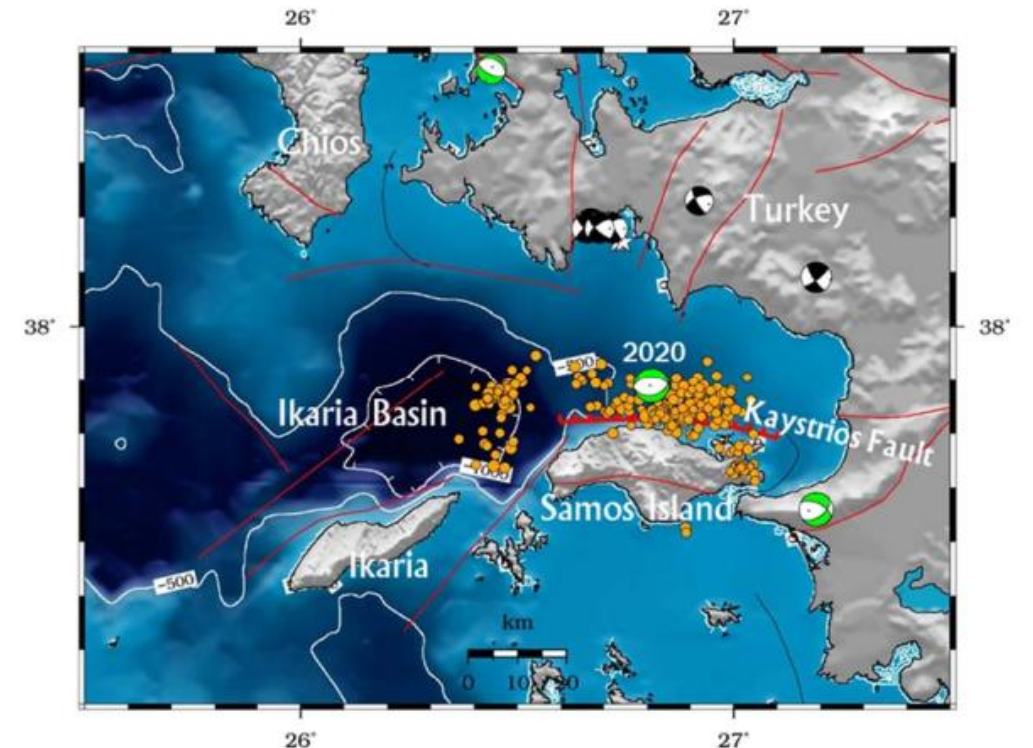 26°
27°
Chios
Turkey
38°
38°
2020
-500
Ikaria Basin
Kaystrios Fault
-1000
Samos Island
Ikaria
-500
km
0 10 20
26°
27°